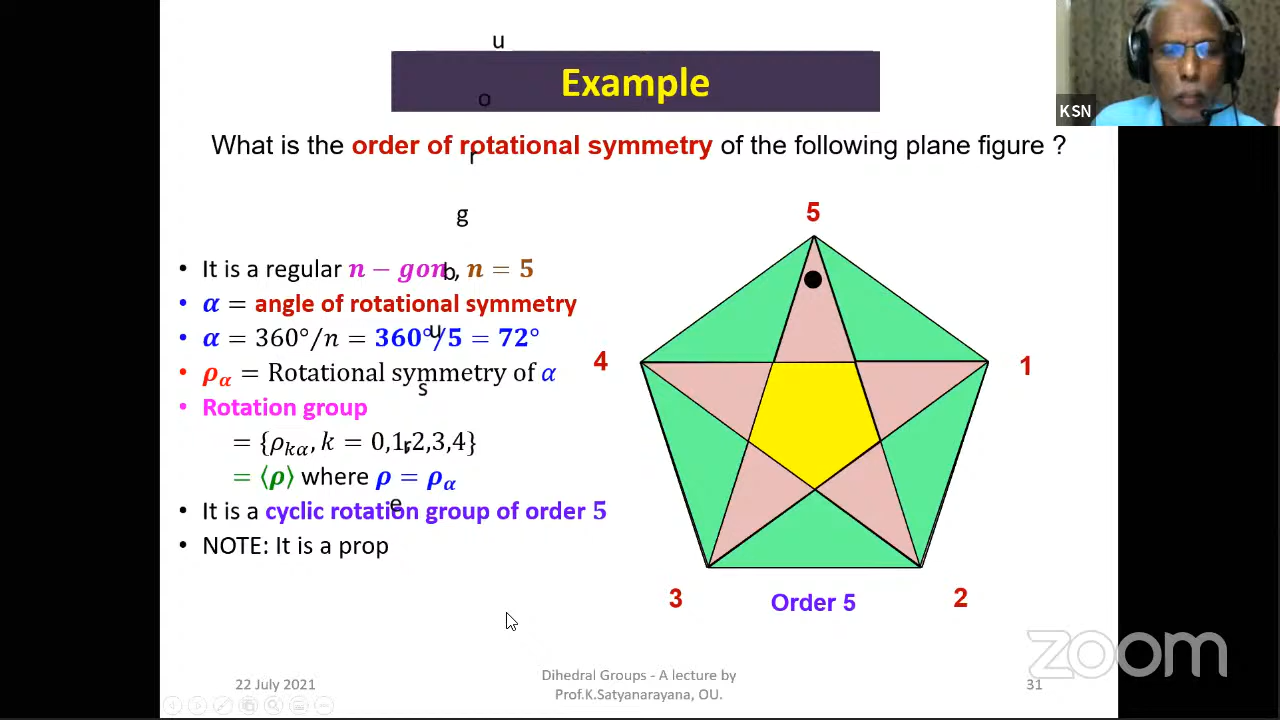 u
Example
o
KSN
What is the order of rotational symmetry of the following plane figure ?
r
g
• It is a regular 𝒏 − 𝒈𝒐𝒏, 𝒏 = 𝟓
b
• 𝜶 = angle of rotational symmetry
• 𝜶 = 360°/𝑛 = 𝟑𝟔𝟎°/𝟓 = 𝟕𝟐°
u
• 𝝆𝜶 = Rotational symmetry of 𝛼
s
• Rotation group
= {𝜌𝑘𝛼, 𝑘 = 0,1,2,3,4}
r
= ⟨𝝆⟩ where 𝝆 = 𝝆𝜶
e
• It is a cyclic rotation group of order 5
• NOTE: It is a prop
5
4
1
3
2
Order 5
zoom
22 July 2021
Dihedral Groups - A lecture by
Prof.K.Satyanarayana, OU.
31